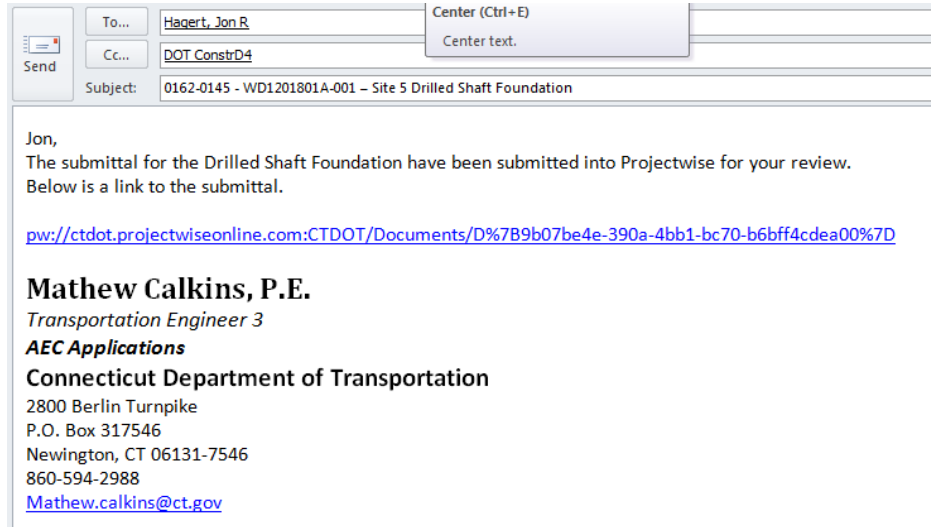 Center (Ctrl+E)
Center text.
Send
To...
Hagert, Jon R
Cc...
DOT ConstrD4
Subject:
0162-0145 - WD1201801A-001 – Site 5 Drilled Shaft Foundation
Jon,
The submittal for the Drilled Shaft Foundation have been submitted into Projectwise for your review.
Below is a link to the submittal.
pw://ctdot.projectwiseonline.com:CTDOT/Documents/D%7B9b07be4e-390a-4bb1-bc70-b6bff4cdea00%7D
Mathew Calkins, P.E.
Transportation Engineer 3
AEC Applications
Connecticut Department of Transportation
2800 Berlin Turnpike
P.O. Box 317546
Newington, CT 06131-7546
860-594-2988
Mathew.calkins@ct.gov